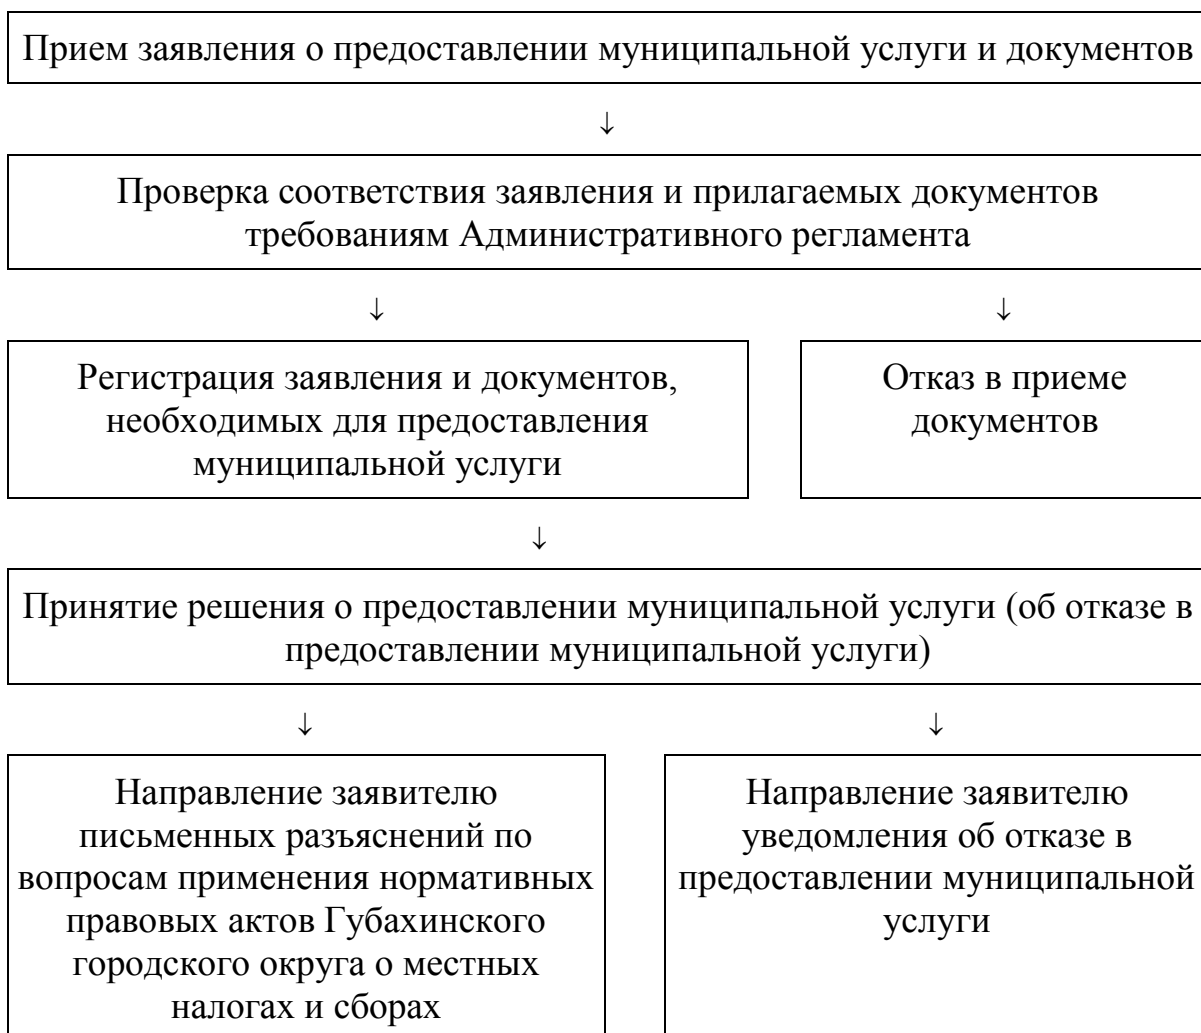 Прием заявления о предоставлении муниципальной услуги и документов
↓
Проверка соответствия заявления и прилагаемых документов
требованиям Административного регламента
↓
↓
Регистрация заявления и документов,
необходимых для предоставления
муниципальной услуги
Отказ в приеме
документов
↓
Принятие решения о предоставлении муниципальной услуги (об отказе в
предоставлении муниципальной услуги)
↓
↓
Направление заявителю
письменных разъяснений по
вопросам применения нормативных
правовых актов Губахинского
городского округа о местных
налогах и сборах
Направление заявителю
уведомления об отказе в
предоставлении муниципальной
услуги